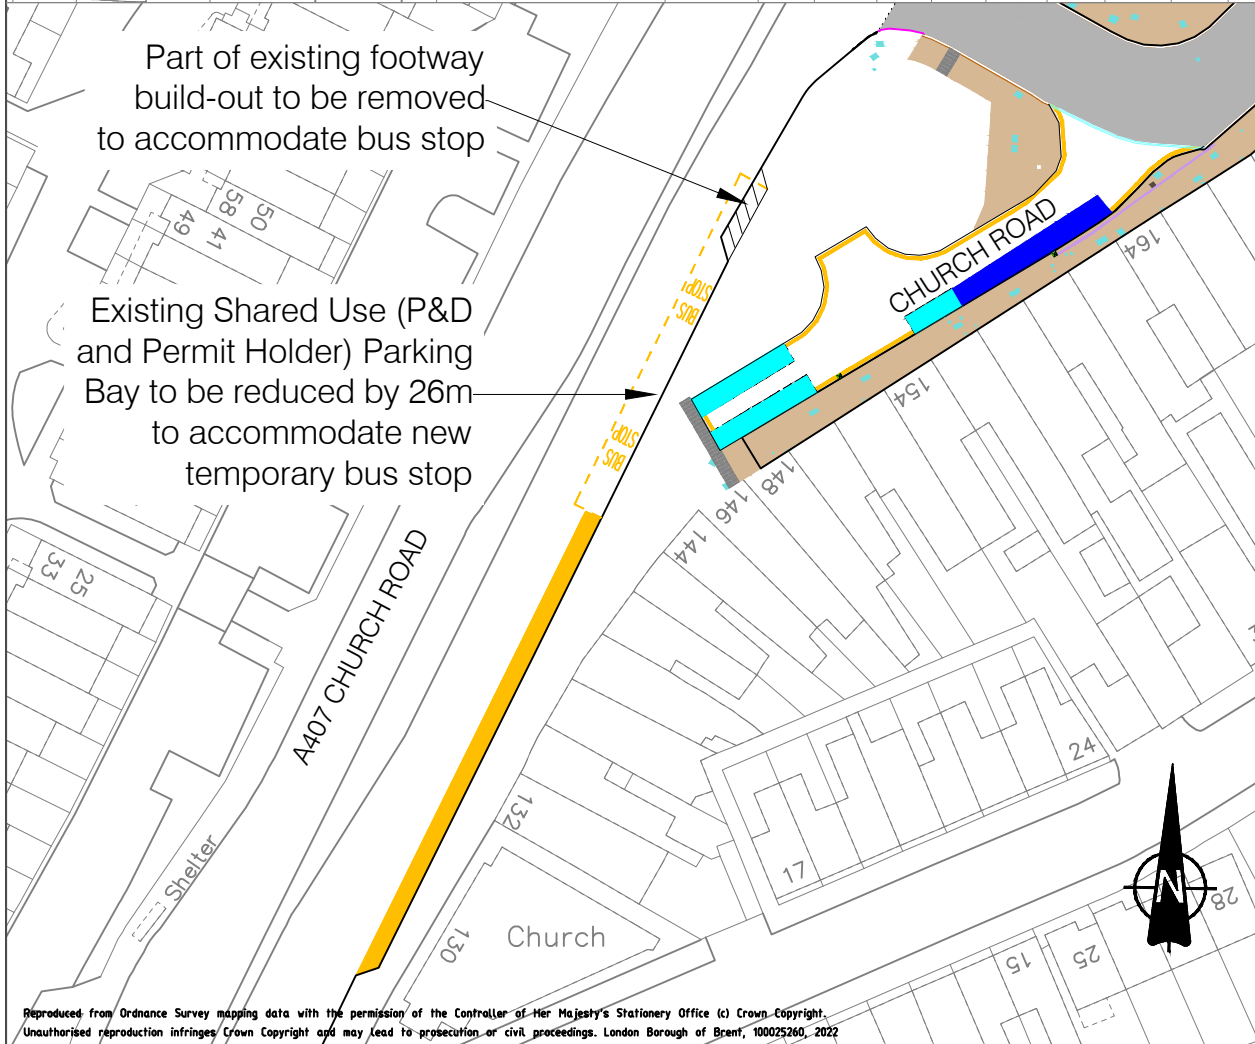 Part of existing footway
build-out to be removed
to accommodate bus stop
50
58
41
49
BUS
STOP
CHURCH ROAD
164
Existing Shared Use (P&D
and Permit Holder) Parking
Bay to be reduced by 26m
to accommodate new
temporary bus stop
BUS
STOP
154
148
146
144
25
33
A407 CHURCH ROAD
24
132
17
Shelter
130
Church
N
28
25
15
Reproduced from Ordnance Survey mapping data with the permission of the Controller of Her Majesty's Stationery Office (c) Crown Copyright.
Unauthorised reproduction infringes Crown Copyright and may lead to prosecution or civil proceedings. London Borough of Brent, 100025260, 2022